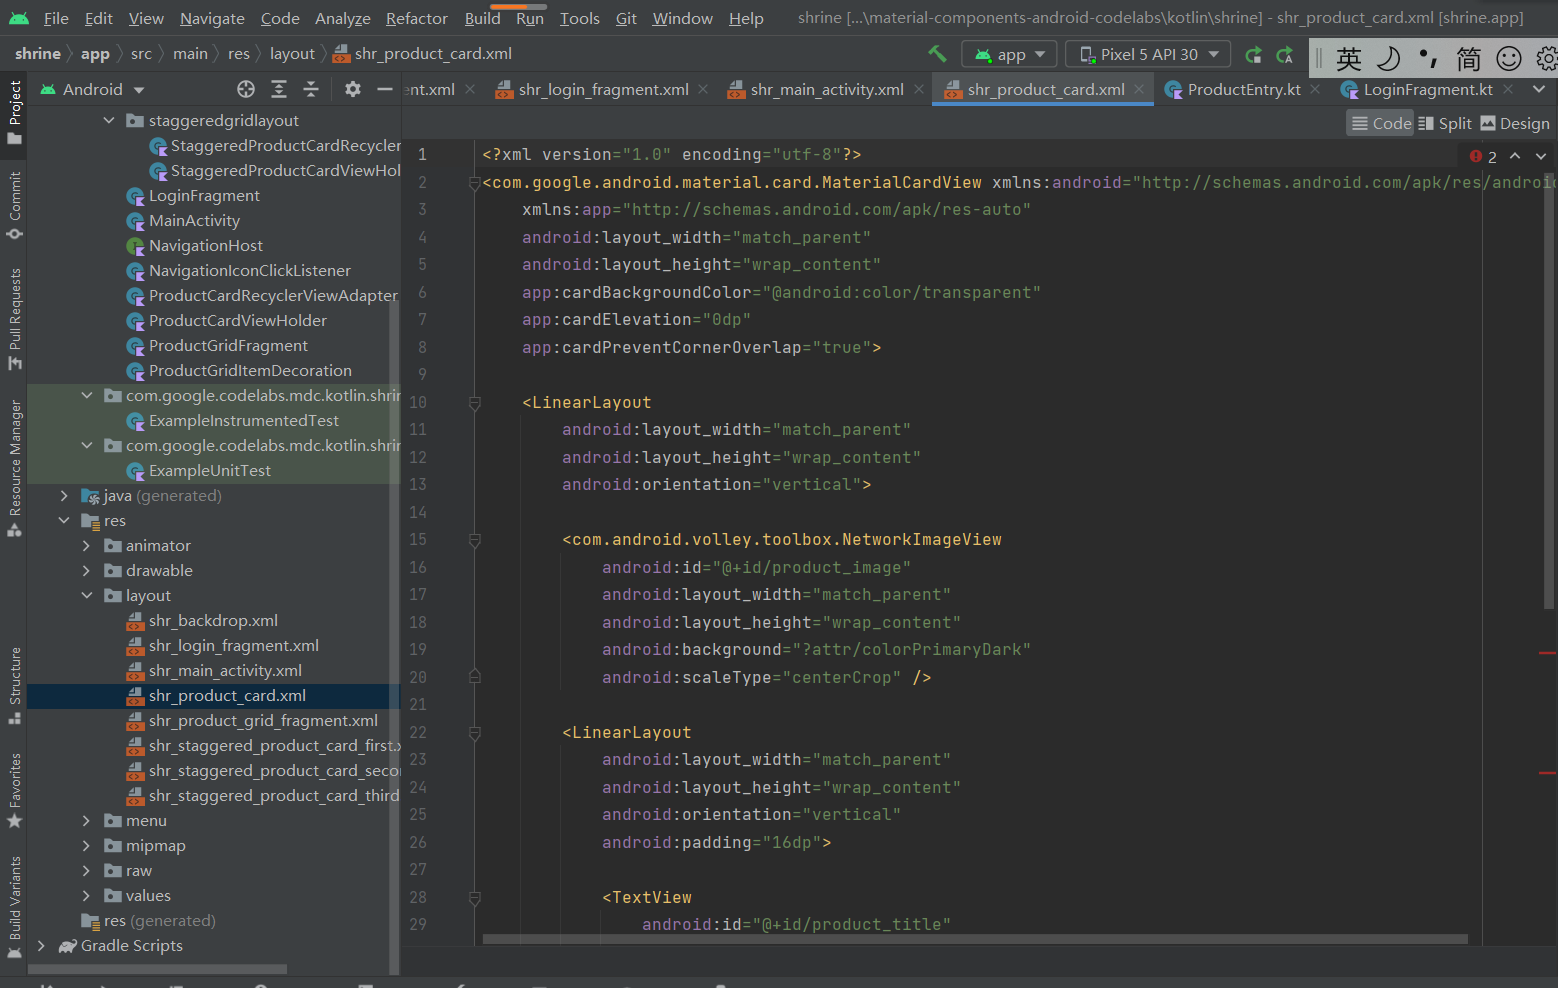 File Edit View Navigate Code Analyze Refactor Build Run Tools Git Window Help shrine [...\material-components-android-codelabs\kotlin\shrine] - shr_product_card.xml [shrine.app]
shrine app src main res layout shr_product_card.xml app Pixel 5 API 30 英 简
Android ent.xml shr_login_fragment.xml shr_main_activity.xml shr_product_card.xml ProductEntry.kt LoginFragment.kt
Code Split Design
2
Project
Commit
Pull Requests
Resource Manager
Structure
Favorites
Build Variants
staggeredgridlayout
StaggeredProductCardRecycler
StaggeredProductCardViewHol
LoginFragment
MainActivity
NavigationHost
NavigationIconClickListener
ProductCardRecyclerViewAdapter
ProductCardViewHolder
ProductGridFragment
ProductGridItemDecoration
com.google.codelabs.mdc.kotlin.shrin
ExampleInstrumentedTest
com.google.codelabs.mdc.kotlin.shrin
ExampleUnitTest
java (generated)
res
animator
drawable
layout
shr_backdrop.xml
shr_login_fragment.xml
shr_main_activity.xml
shr_product_card.xml
shr_product_grid_fragment.xml
shr_staggered_product_card_first.x
shr_staggered_product_card_seco
shr_staggered_product_card_third
menu
mipmap
raw
values
res (generated)
Gradle Scripts
1 <?xml version="1.0" encoding="utf-8"?>
2 <com.google.android.material.card.MaterialCardView xmlns:android="http://schemas.android.com/apk/res/androi
3 xmlns:app="http://schemas.android.com/apk/res-auto"
4 android:layout_width="match_parent"
5 android:layout_height="wrap_content"
6 app:cardBackgroundColor="@android:color/transparent"
7 app:cardElevation="0dp"
8 app:cardPreventCornerOverlap="true">
9
10 <LinearLayout
11 android:layout_width="match_parent"
12 android:layout_height="wrap_content"
13 android:orientation="vertical">
14
15 <com.android.volley.toolbox.NetworkImageView
16 android:id="@+id/product_image"
17 android:layout_width="match_parent"
18 android:layout_height="wrap_content"
19 android:background="?attr/colorPrimaryDark"
20 android:scaleType="centerCrop" />
21
22 <LinearLayout
23 android:layout_width="match_parent"
24 android:layout_height="wrap_content"
25 android:orientation="vertical"
26 android:padding="16dp">
27
28 <TextView
29 android:id="@+id/product_title"